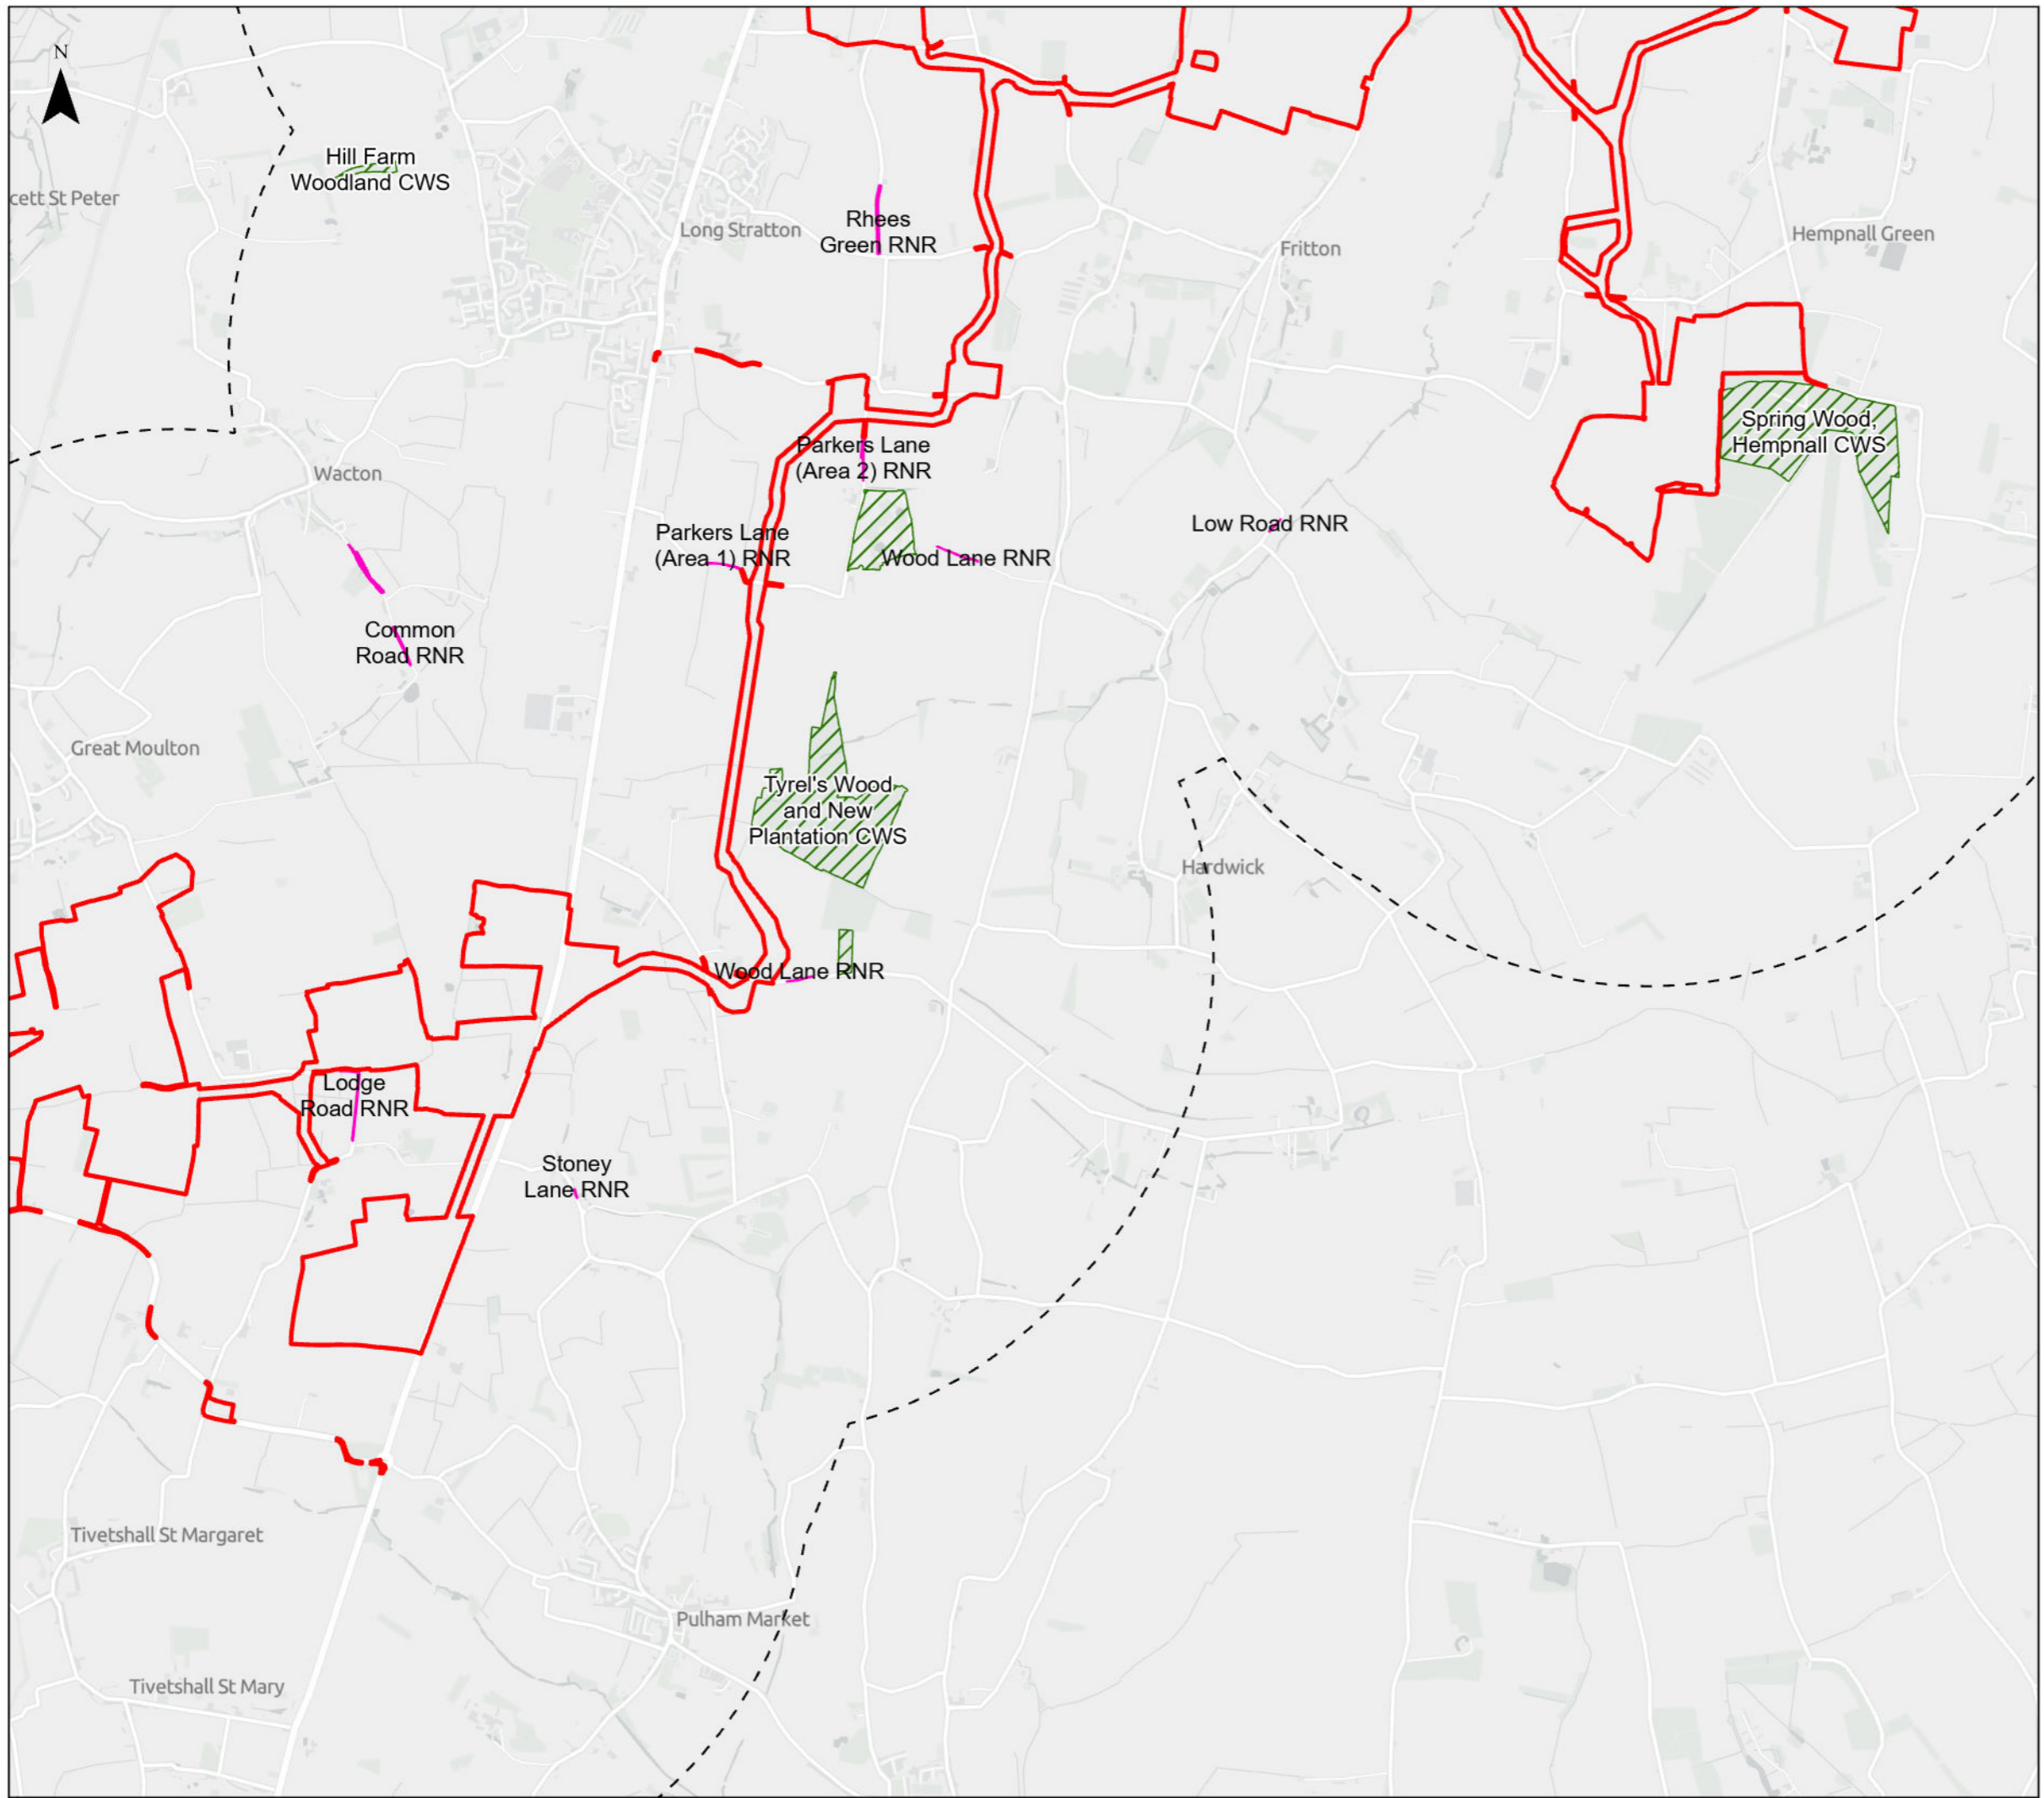 N
Hill Farm
Woodland CWS
cett St Peter
Rhees
Green RNR
Long Stratton
Fritton
Hempnall Green
Spring Wood,
Hempnall CWS
Parkers Lane
(Area 2) RNR
Wacton
Parkers Lane
(Area 1) RNR
Wood Lane RNR
Low Road RNR
Common
Road RNR
Great Moulton
Tyrel's Wood
and New
Plantation CWS
Hardwick
Wood Lane RNR
Lodge
Road RNR
Stoney
Lane RNR
Tivetshall St Margaret
Pulham Market
Tivetshall St Mary